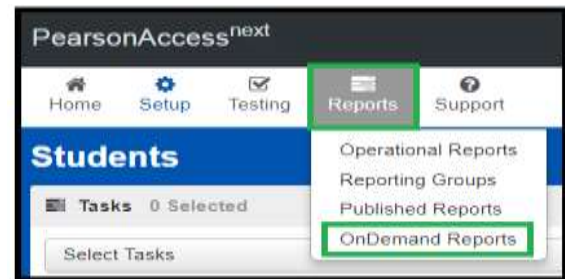 PearsonAccessnext
Home Setup Testing Reports Support
Students
Operational Reports
Reporting Groups
Published Reports
OnDemand Reports
Tasks 0 Selected
Select Tasks